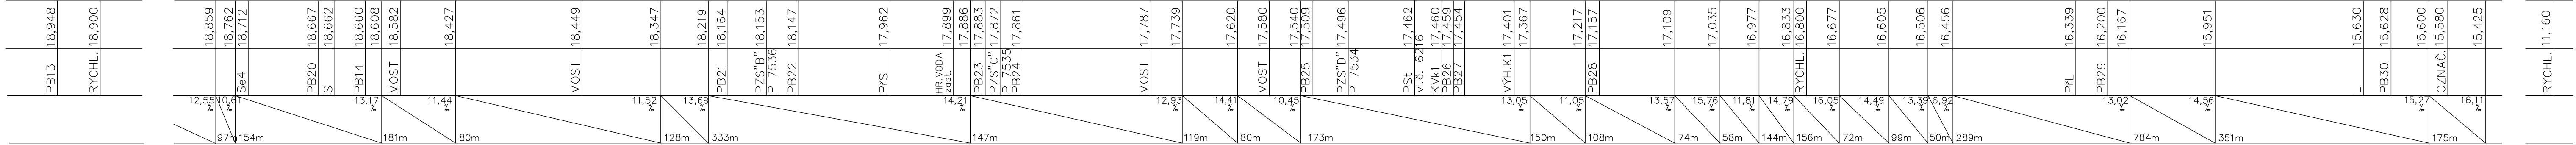 PB13 18,948
RYCHL. 18,900
18,859
18,762
Se4 18,712
PB20 18,667
S 18,662
PB14 18,660
18,608
MOST 18,582
18,427
MOST 18,449
18,347
18,219
PB21 18,164
PZS"B" 18,153
P 7536
PB22 18,147
PřS 17,962
HR.VODA 17,899
zast.
17,886
PB23 17,883
PZS"C" 17,872
P 7535
PB24 17,861
MOST 17,787
17,739
17,620
MOST 17,580
17,540
PB25 17,509
PZS"D" 17,496
P 7534
PSt 17,462
vl.č. 6216
KVk1 17,460
PB26 17,459
PB27 17,454
VÝH.K1 17,401
17,367
17,217
PB28 17,157
17,109
17,035
16,977
16,833
RYCHL. 16,800
16,677
16,605
16,506
16,456
PřL 16,339
PB29 16,200
16,167
15,951
L 15,630
PB30 15,628
15,600
OZNAČ. 15,580
15,425
RYCHL. 11,160
12,55 10,61 13,17 11,44 11,52 13,69 14,21 12,93 14,41 10,45 13,05 11,05 13,57 15,76 11,81 14,79 16,05 14,49 13,39 16,92 13,02 14,56 15,27 16,11
97m 154m 181m 80m 128m 333m 147m 119m 80m 173m 150m 108m 74m 58m 144m 156m 72m 99m 50m 289m 784m 351m 175m